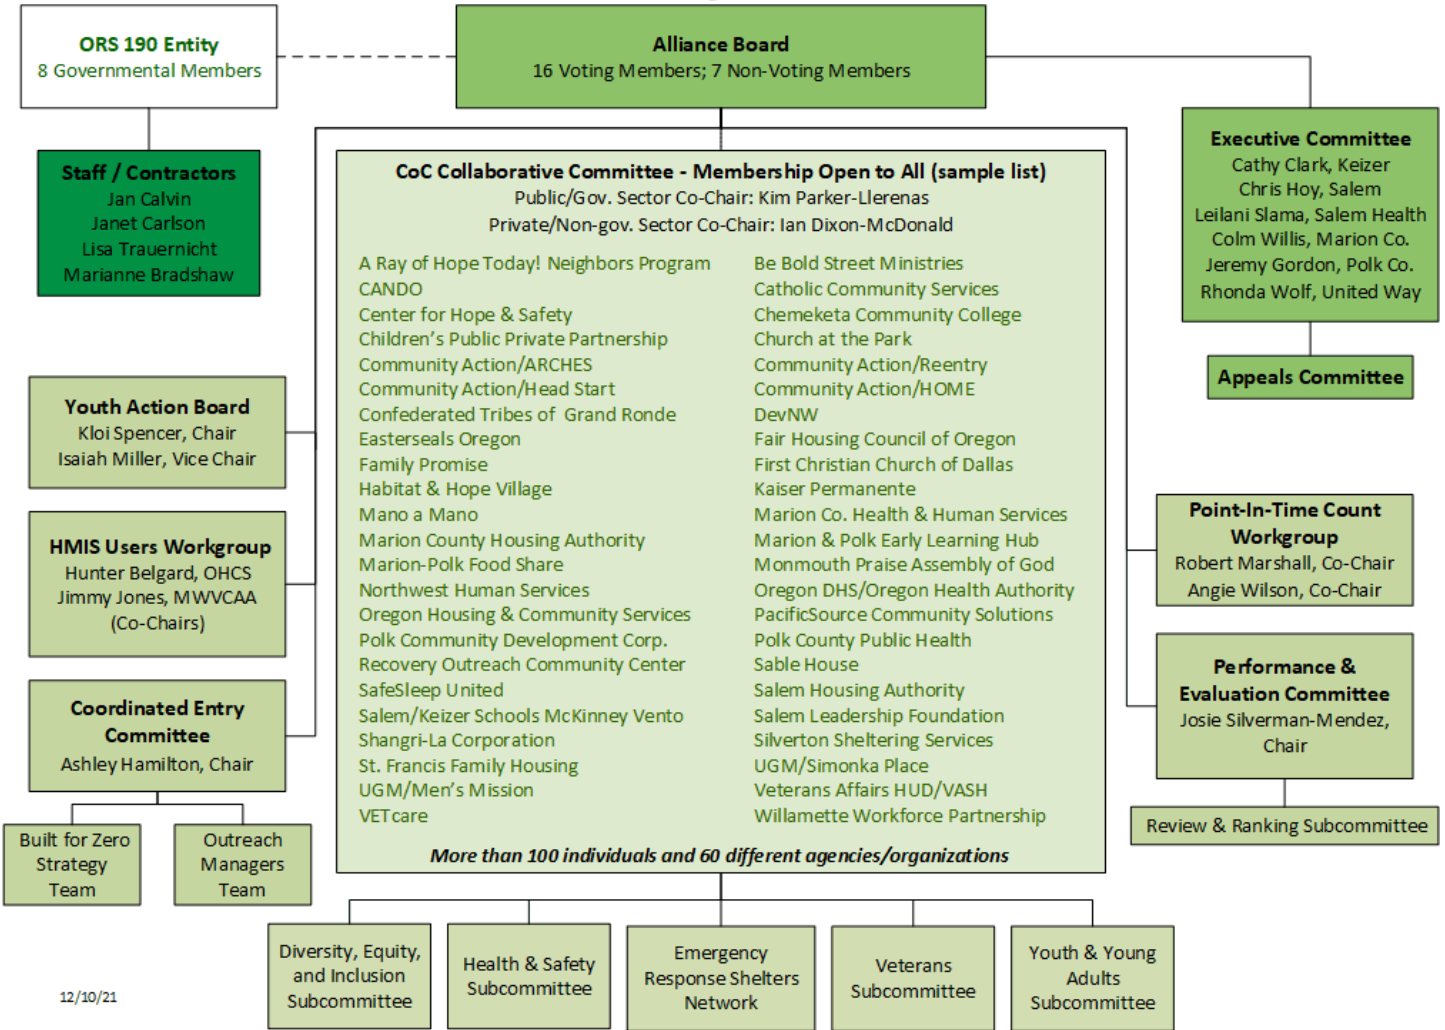 ORS 190 Entity
8 Governmental Members
Alliance Board
16 Voting Members; 7 Non-Voting Members
Staff / Contractors
Jan Calvin
Janet Carlson
Lisa Trauernicht
Marianne Bradshaw
Executive Committee
Cathy Clark, Keizer
Chris Hoy, Salem
Leilani Slama, Salem Health
Colm Willis, Marion Co.
Jeremy Gordon, Polk Co.
Rhonda Wolf, United Way
Appeals Committee
CoC Collaborative Committee - Membership Open to All (sample list)
Public/Gov. Sector Co-Chair: Kim Parker-Llerenas
Private/Non-gov. Sector Co-Chair: Ian Dixon-McDonald
A Ray of Hope Today! Neighbors Program
CANDO
Center for Hope & Safety
Children's Public Private Partnership
Community Action/ARCHES
Community Action/Head Start
Confederated Tribes of Grand Ronde
Easterseals Oregon
Family Promise
Habitat & Hope Village
Mano a Mano
Marion County Housing Authority
Marion-Polk Food Share
Northwest Human Services
Oregon Housing & Community Services
Polk Community Development Corp.
Recovery Outreach Community Center
SafeSleep United
Salem/Keizer Schools McKinney Vento
Shangri-La Corporation
St. Francis Family Housing
UGM/Men's Mission
VETcare
Be Bold Street Ministries
Catholic Community Services
Chemeketa Community College
Church at the Park
Community Action/Reentry
Community Action/HOME
DevNW
Fair Housing Council of Oregon
First Christian Church of Dallas
Kaiser Permanente
Marion Co. Health & Human Services
Marion & Polk Early Learning Hub
Monmouth Praise Assembly of God
Oregon DHS/Oregon Health Authority
PacificSource Community Solutions
Polk County Public Health
Sable House
Salem Housing Authority
Salem Leadership Foundation
Silverton Sheltering Services
UGM/Simonka Place
Veterans Affairs HUD/VASH
Willamette Workforce Partnership
More than 100 individuals and 60 different agencies/organizations
Youth Action Board
Kloi Spencer, Chair
Isaiah Miller, Vice Chair
HMIS Users Workgroup
Hunter Belgard, OHCS
Jimmy Jones, MWVCAA
(Co-Chairs)
Coordinated Entry
Committee
Ashley Hamilton, Chair
Built for Zero
Strategy
Team
Outreach
Managers
Team
Point-In-Time Count
Workgroup
Robert Marshall, Co-Chair
Angie Wilson, Co-Chair
Performance &
Evaluation Committee
Josie Silverman-Mendez,
Chair
Review & Ranking Subcommittee
Diversity, Equity,
and Inclusion
Subcommittee
Health & Safety
Subcommittee
Emergency
Response Shelters
Network
Veterans
Subcommittee
Youth & Young
Adults
Subcommittee
12/10/21